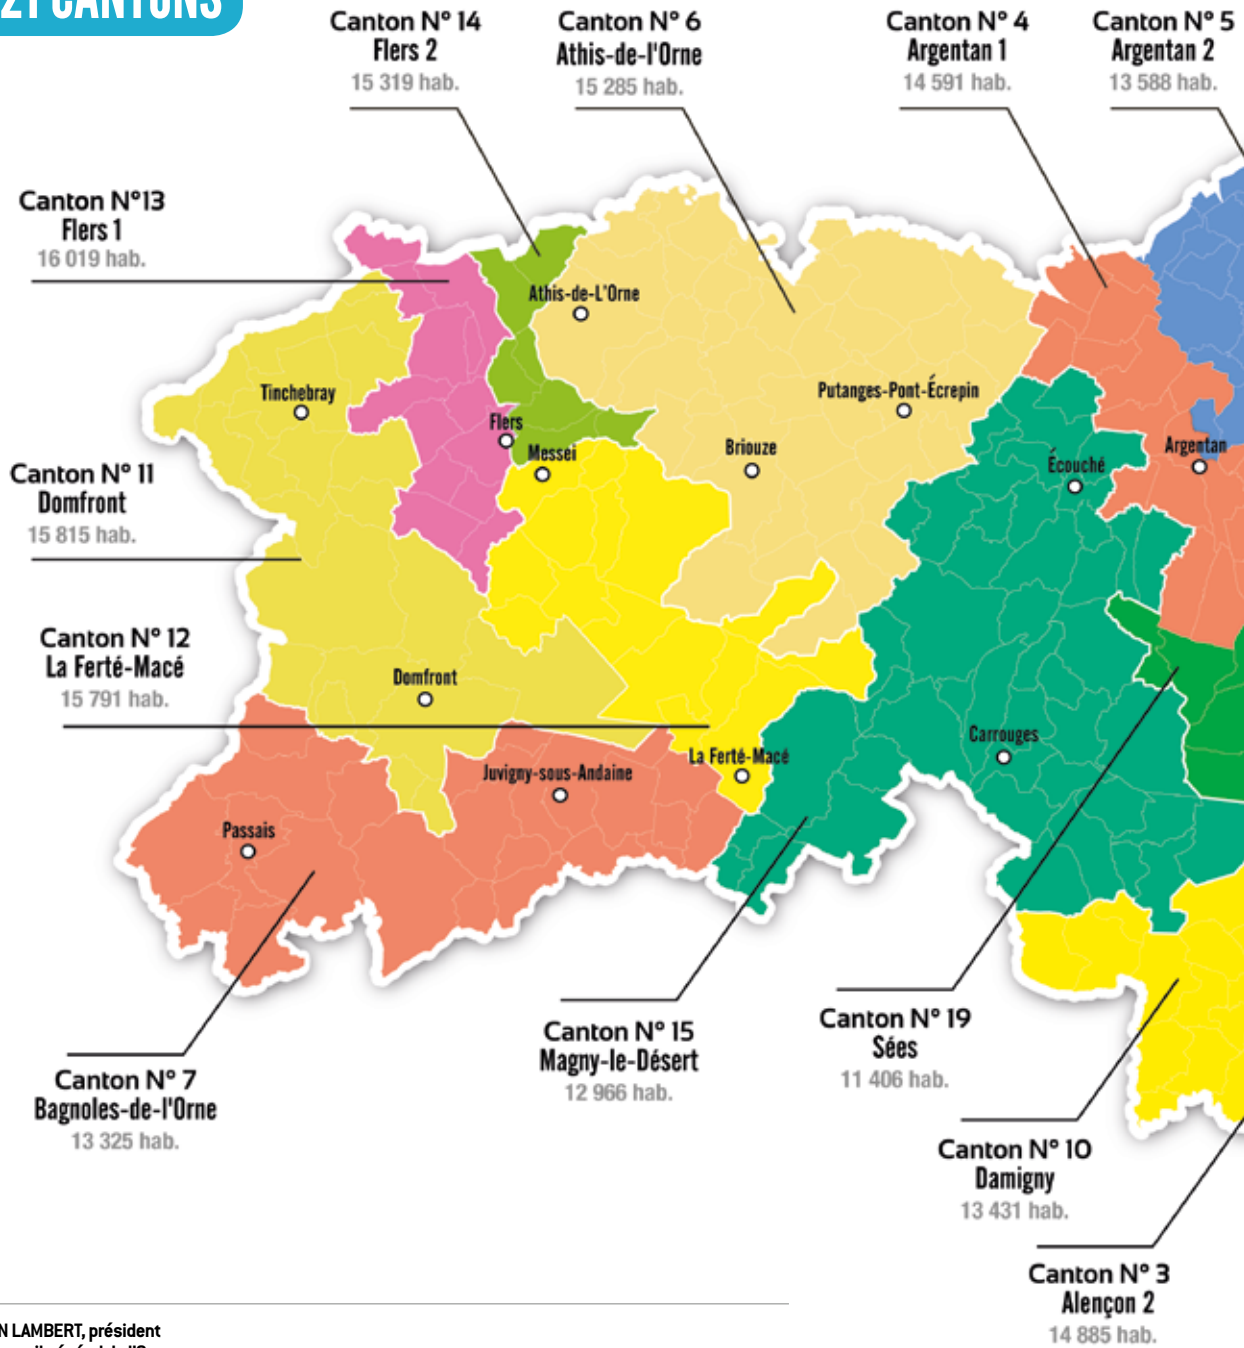 21 CANTONS
Canton N° 14
Flers 2
15 319 hab.
Canton N° 6
Athis-de-l'Orne
15 285 hab.
Canton N° 4
Argentan 1
14 591 hab.
Canton N° 5
Argentan 2
13 588 hab.
Canton N°13
Flers 1
16 019 hab.
Athis-de-L'Orne
Tinchebray
Putanges-Pont-Écrepin
Flers
Messei
Briouze
Écouché
Argentan
Canton N° 11
Domfront
15 815 hab.
Canton N° 12
La Ferté-Macé
15 791 hab.
Domfront
Carrouges
La Ferté-Macé
Juvigny-sous-Andaine
Passais
Canton N° 15
Magny-le-Désert
12 966 hab.
Canton N° 19
Sées
11 406 hab.
Canton N° 7
Bagnoles-de-l'Orne
13 325 hab.
Canton N° 10
Damigny
13 431 hab.
Canton N° 3
Alençon 2
14 885 hab.
N LAMBERT, président